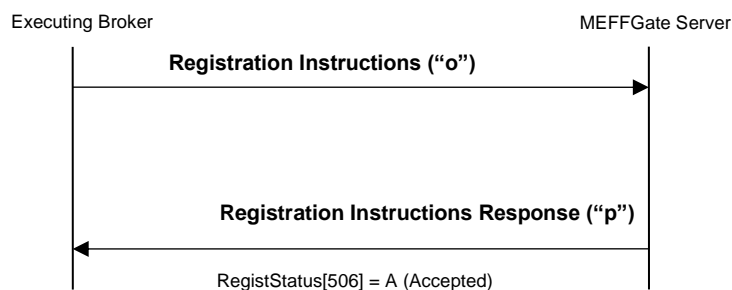 Executing Broker
MEFFGate Server
Registration Instructions (“o”)
Registration Instructions Response (“p”)
RegistStatus[506] = A (Accepted)